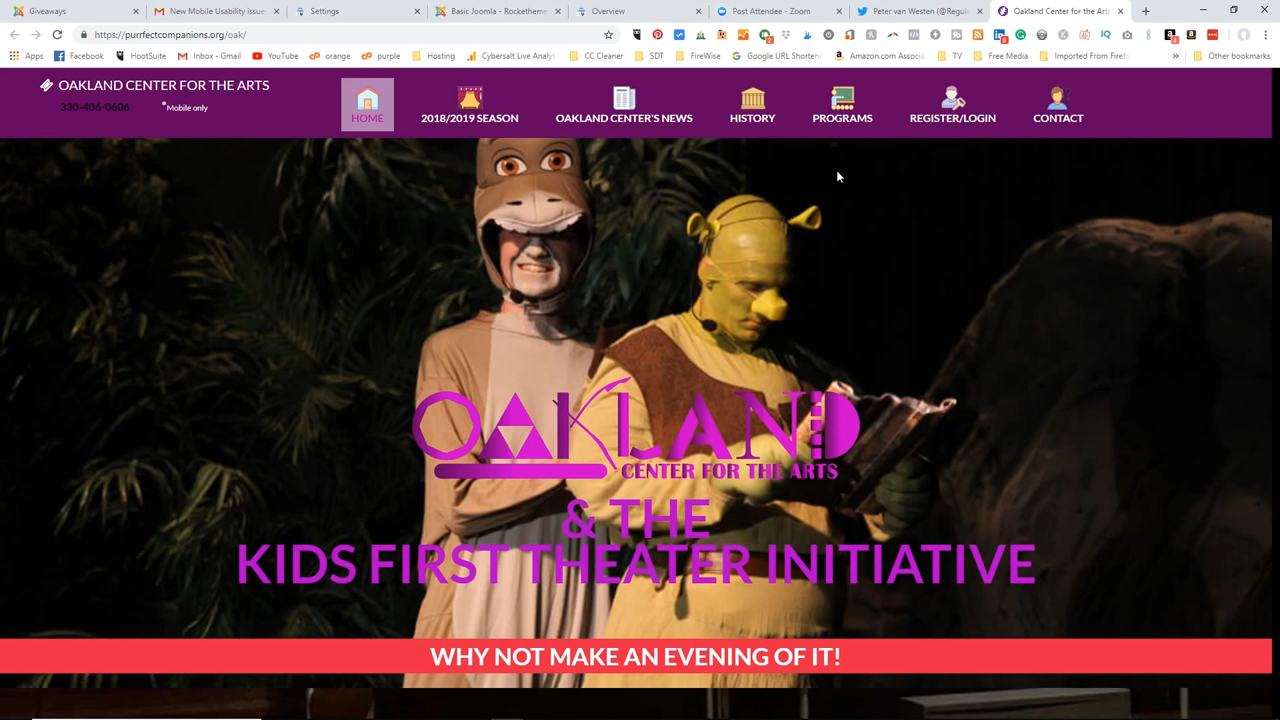 Giveaways
New Mobile Usability issue
Settings
Basic Joomla - Rockethem
Overview
Post Attendee - Zoom
Peter van Westen (@Regul
Oakland Center for the Arts
https://purrfectcompanions.org/oak/
Apps
Facebook
HootSuite
Inbox - Gmail
YouTube
orange
purple
Hosting
Cybersalt Live Analy
CC Cleaner
SDT
FireWise
Google URL Shorten
Amazon.com Associ
TV
Free Media
Imported From Firef
Other bookmarks
OAKLAND CENTER FOR THE ARTS
330-406-0606
*Mobile only
HOME
2018/2019 SEASON
OAKLAND CENTER'S NEWS
HISTORY
PROGRAMS
REGISTER/LOGIN
CONTACT
OAKLAND
CENTER FOR THE ARTS
& THE
KIDS FIRST THEATER INITIATIVE
WHY NOT MAKE AN EVENING OF IT!